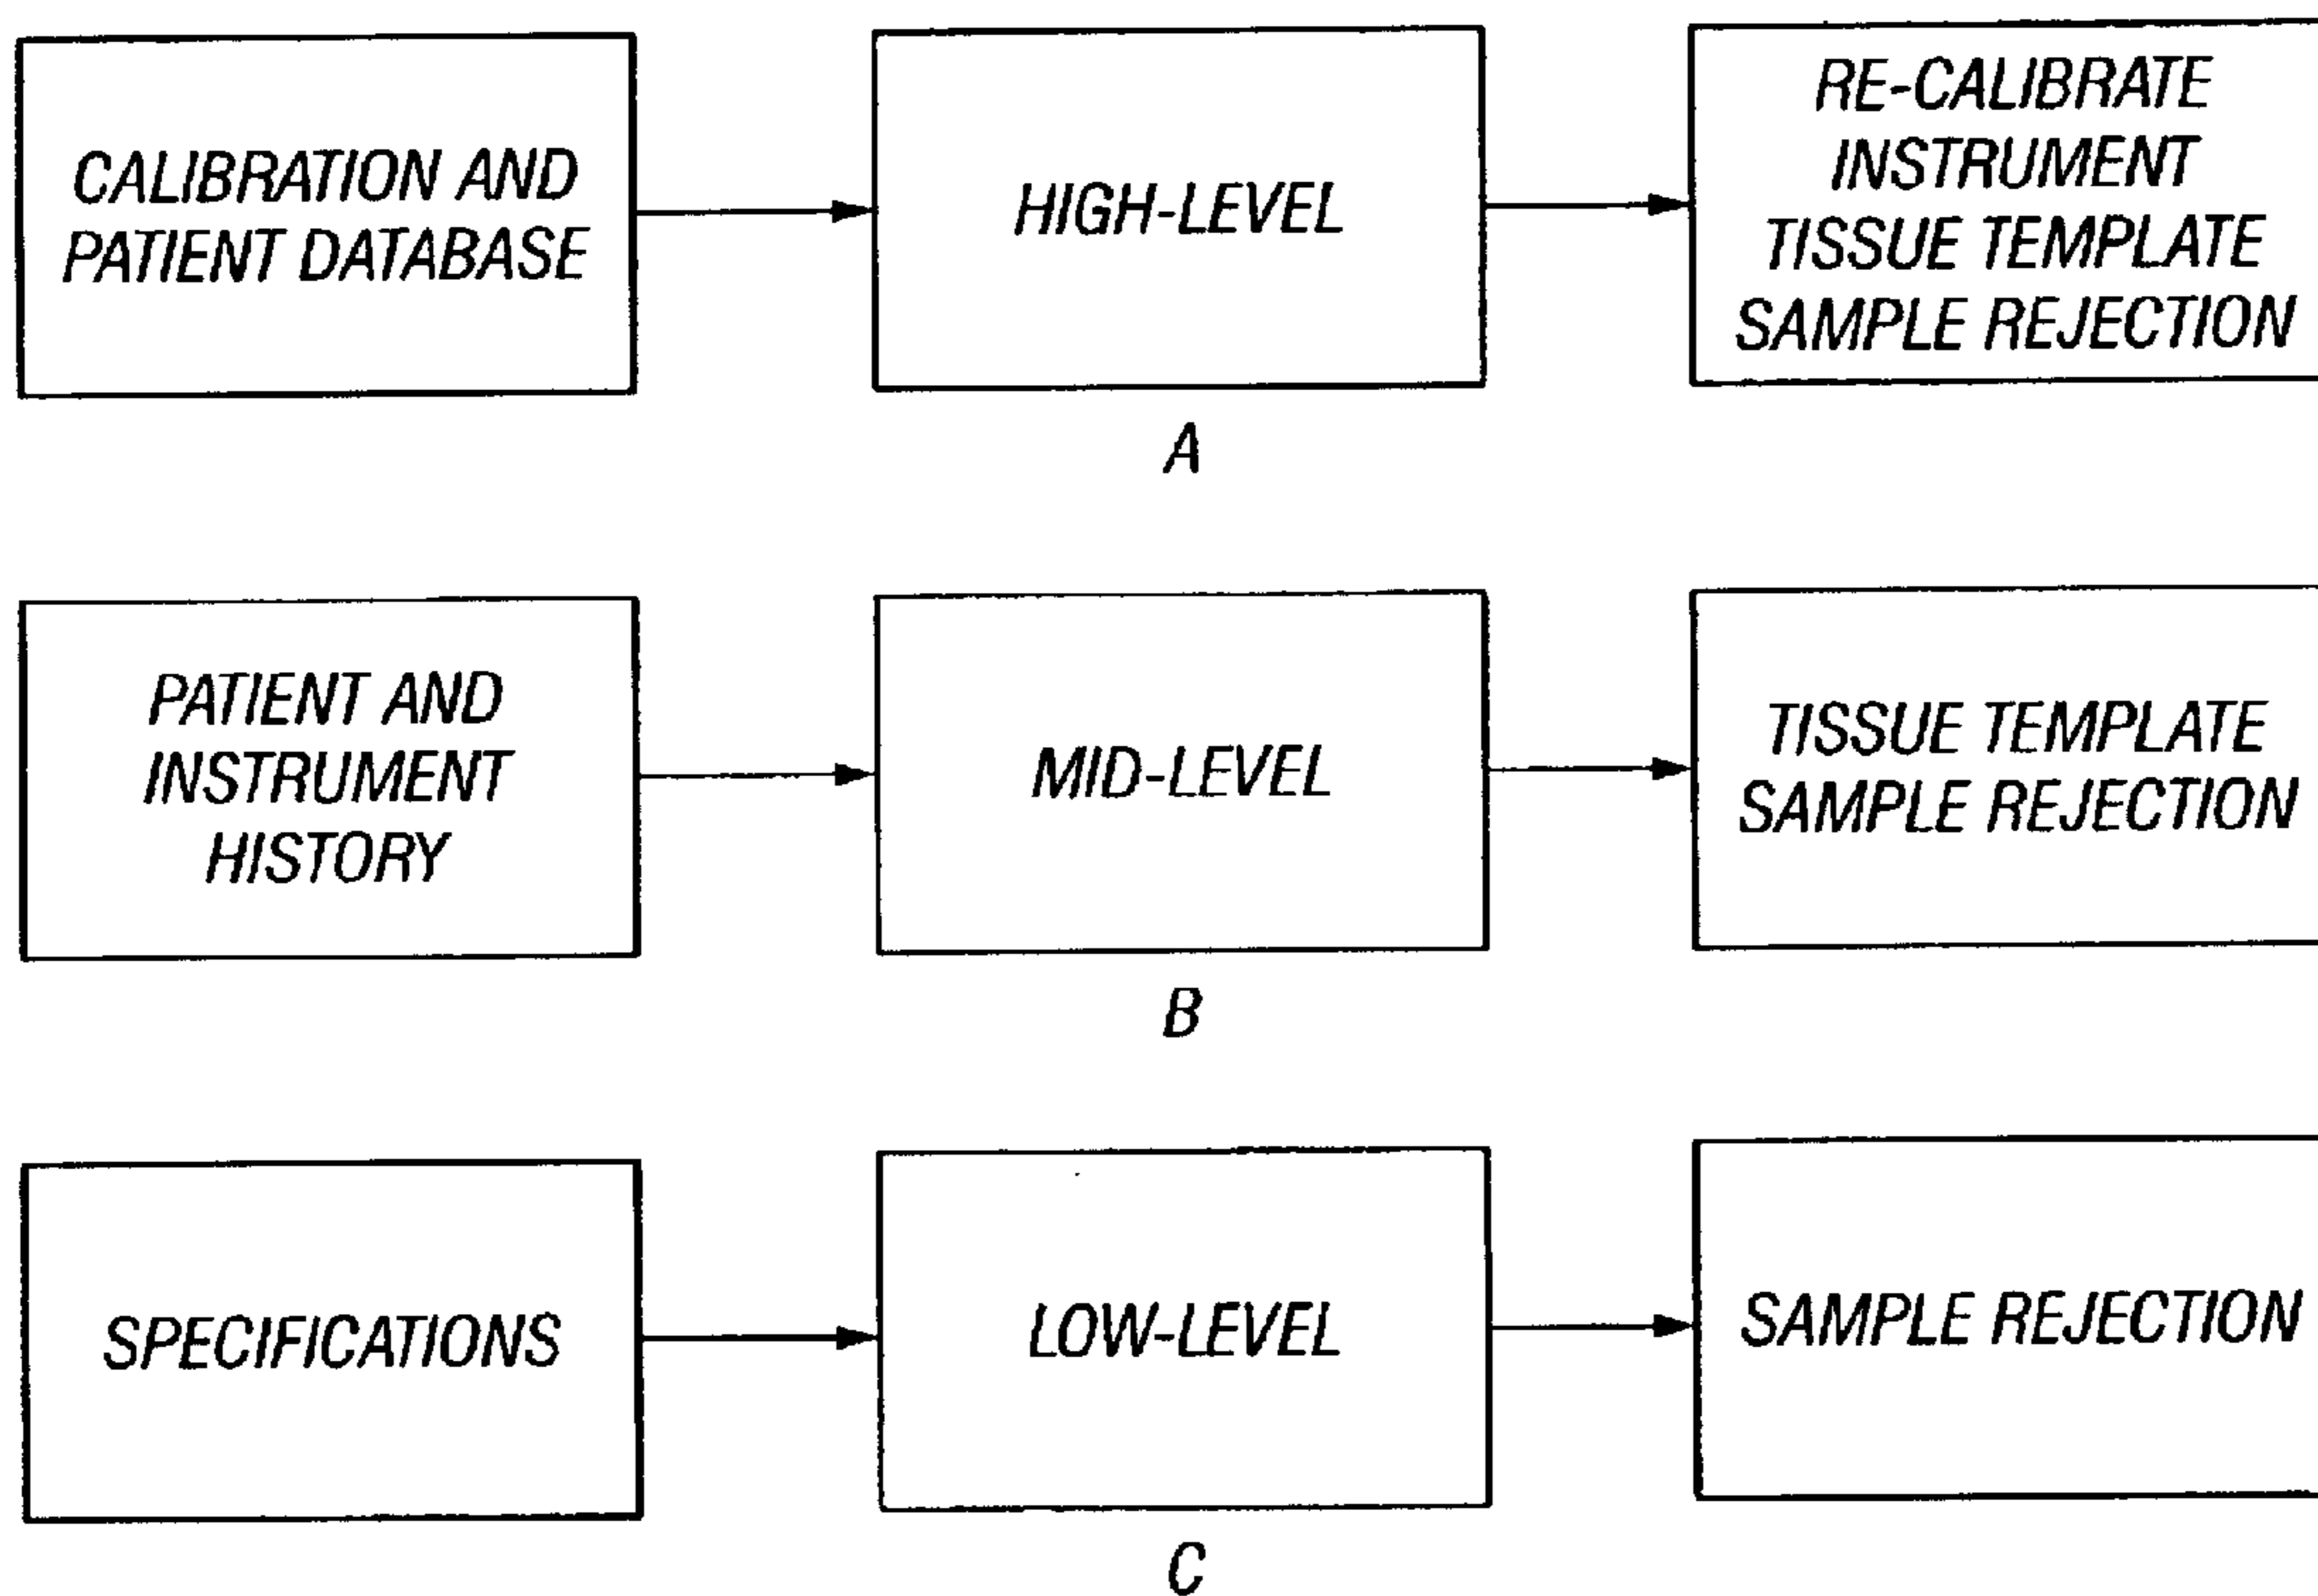 CALIBRATION AND
PATIENT DATABASE
HIGH-LEVEL
RE-CALIBRATE
INSTRUMENT
TISSUE TEMPLATE
SAMPLE REJECTION
A
PATIENT AND
INSTRUMENT
HISTORY
MID-LEVEL
TISSUE TEMPLATE
SAMPLE REJECTION
B
SPECIFICATIONS
LOW-LEVEL
SAMPLE REJECTION
C